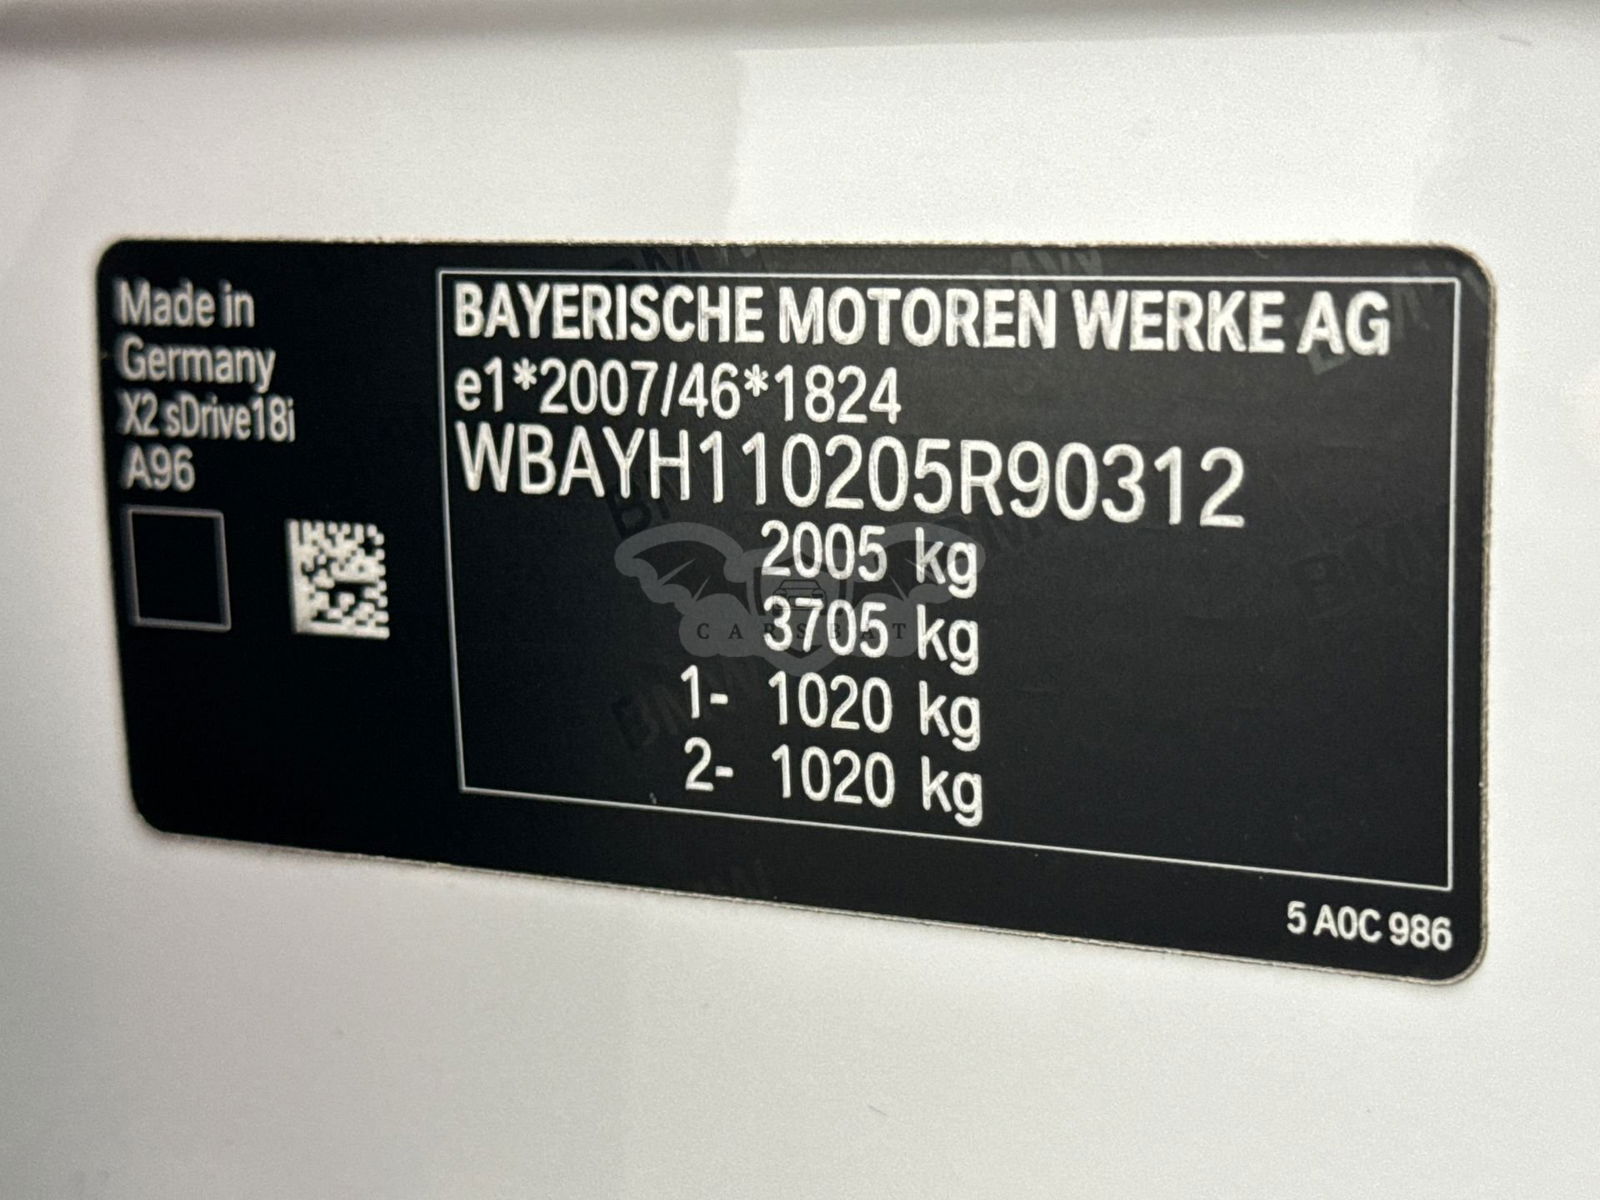 Made in
Germany
X2 sDrive18i
A96
BAYERISCHE MOTOREN WERKE AG
e1*2007/46*1824
WBAYH110205R90312
2005 kg
3705 kg
1- 1020 kg
2- 1020 kg
5 A0C 986
CARSBAT